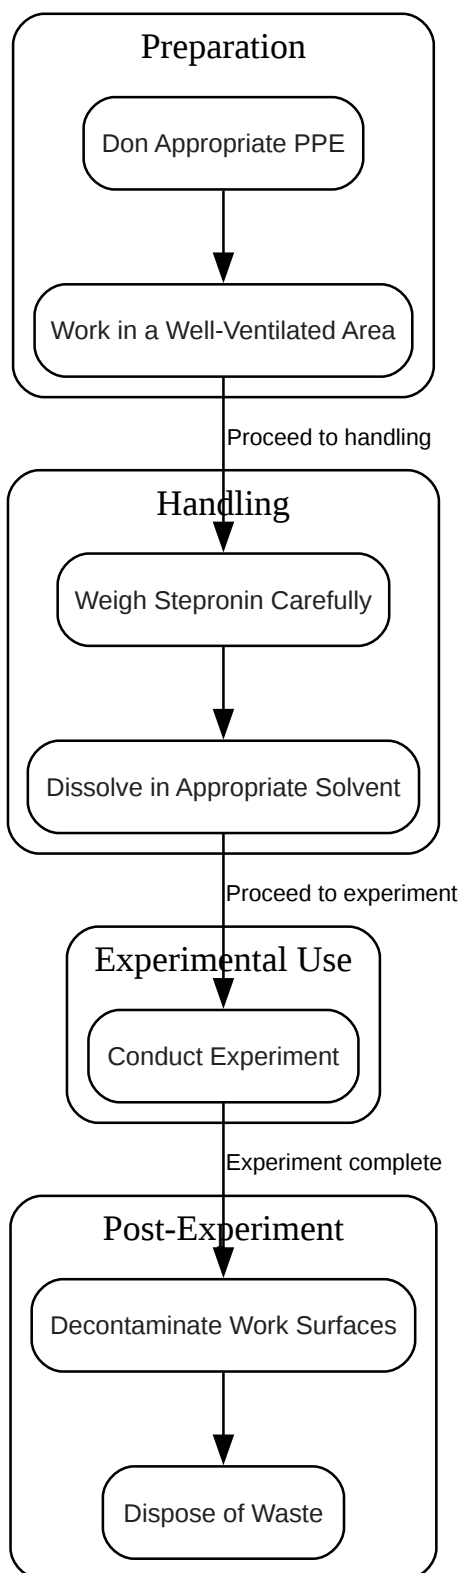 Preparation
Don Appropriate PPE
Work in a Well-Ventilated Area
Proceed to handling
Handling
Weigh Stepronin Carefully
Dissolve in Appropriate Solvent
Proceed to experiment
Experimental Use
Conduct Experiment
Experiment complete
Post-Experiment
Decontaminate Work Surfaces
Dispose of Waste